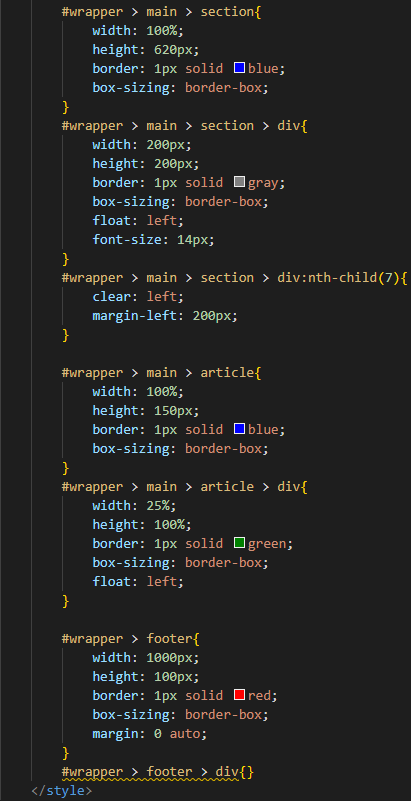 #wrapper > main > section{
width: 100%;
height: 620px;
border: 1px solid blue;
box-sizing: border-box;
}
#wrapper > main > section > div{
width: 200px;
height: 200px;
border: 1px solid gray;
box-sizing: border-box;
float: left;
font-size: 14px;
}
#wrapper > main > section > div:nth-child(7){
clear: left;
margin-left: 200px;
}
#wrapper > main > article{
width: 100%;
height: 150px;
border: 1px solid blue;
box-sizing: border-box;
}
#wrapper > main > article > div{
width: 25%;
height: 100%;
border: 1px solid green;
box-sizing: border-box;
float: left;
}
#wrapper > footer{
width: 1000px;
height: 100px;
border: 1px solid red;
box-sizing: border-box;
margin: 0 auto;
}
#wrapper > footer > div{}
</style>